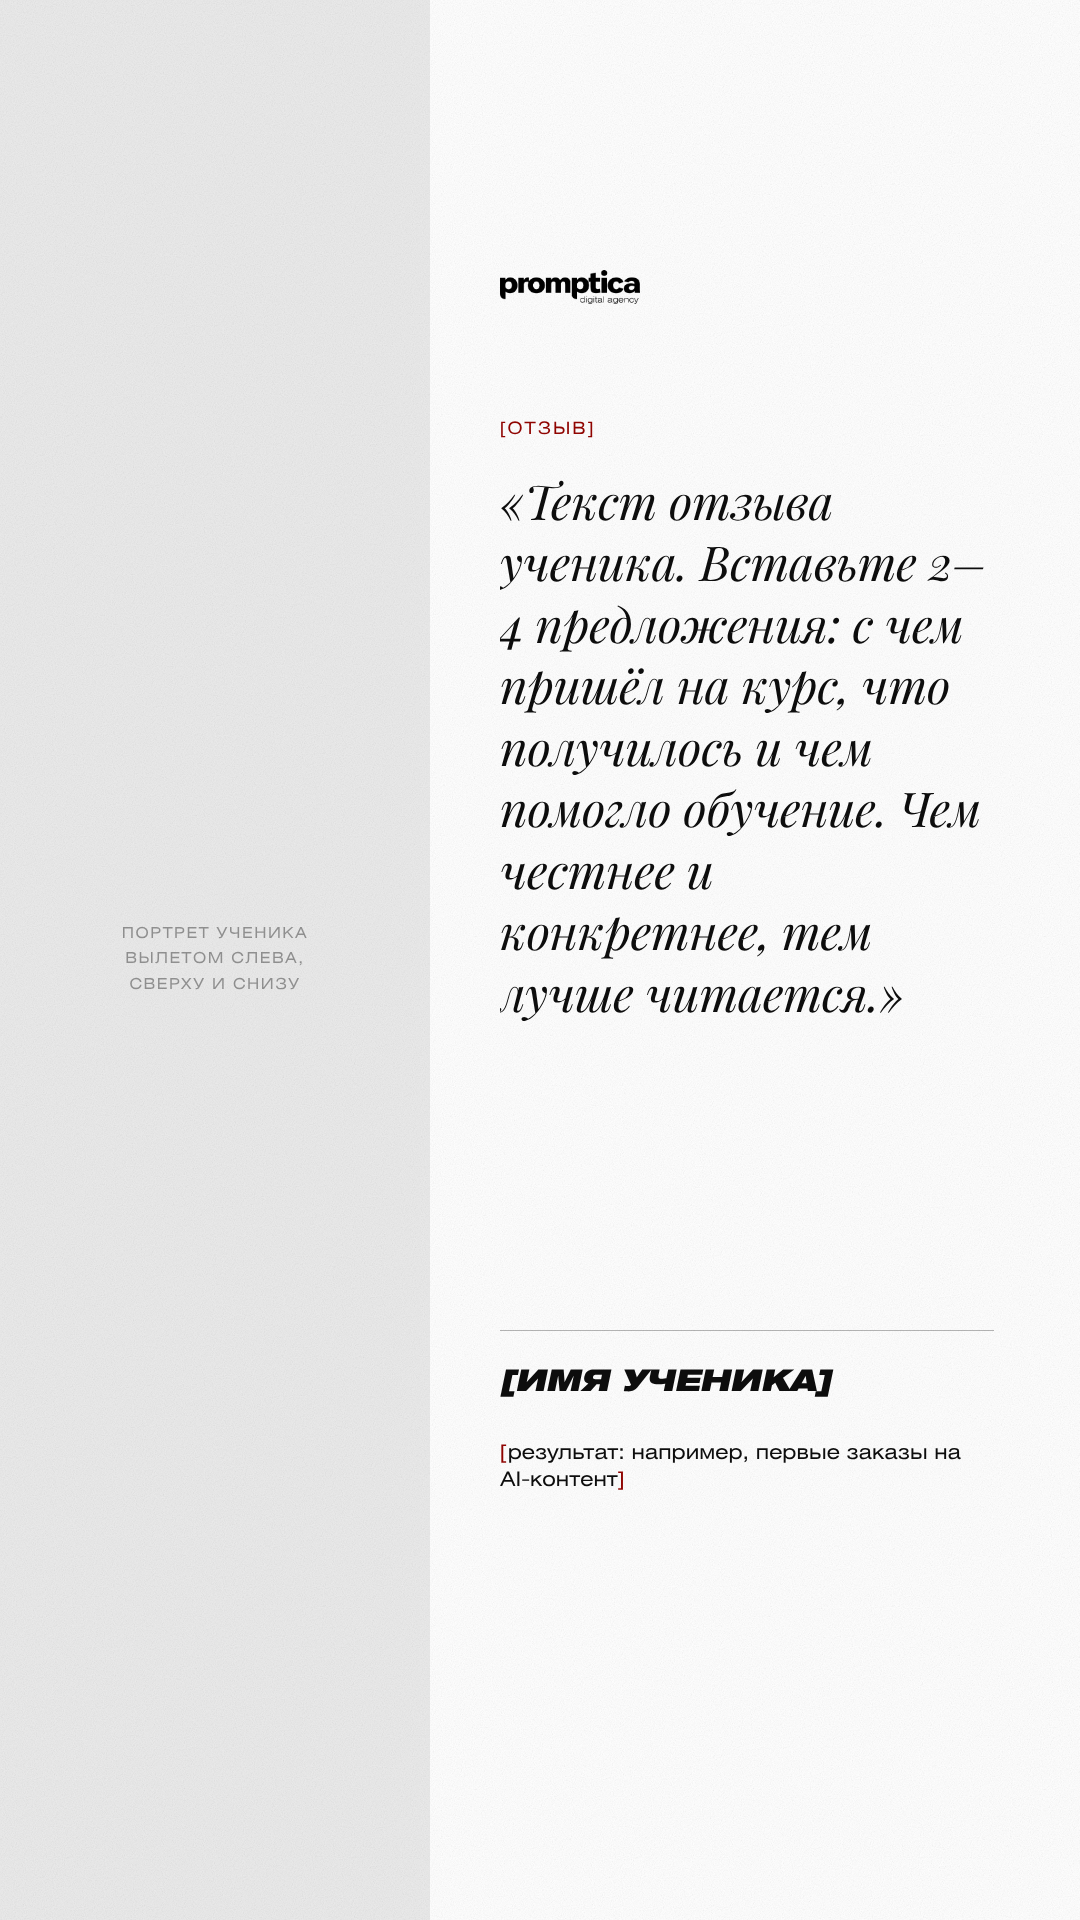 promptica
digital agency
[ОТЗЫВ]
«Текст отзыва
ученика. Вставьте 2–
4 предложения: с чем
пришёл на курс, что
получилось и чем
помогло обучение. Чем
честнее и
конкретнее, тем
лучше читается.»
ПОРТРЕТ УЧЕНИКА
ВЫЛЕТОМ СЛЕВА,
СВЕРХУ И СНИЗУ
[ИМЯ УЧЕНИКА]
[результат: например, первые заказы на
AI-контент]